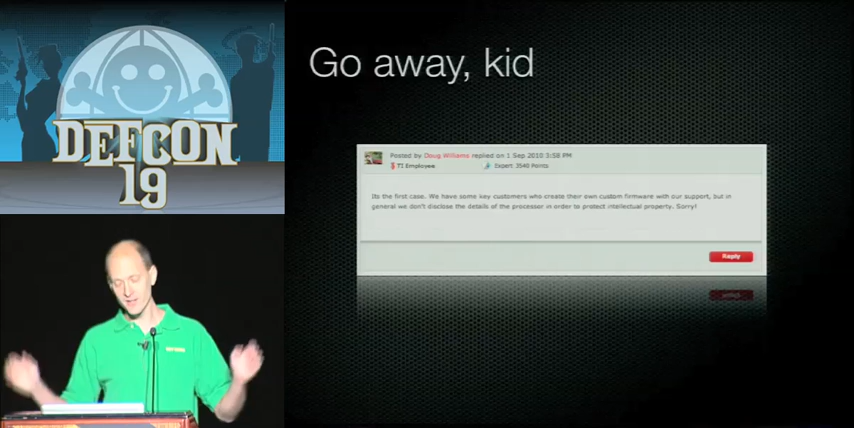 DEFCON
19
Go away, kid
Posted by Doug Williams replied on 1 Sep 2010 3:58 PM
TI Employee
Expert 3540 Points
Its the first case. We have some key customers who create their own custom firmware with our support, but in
general we don't disclose the details of the processor in order to protect intellectual property. Sorry!
Reply